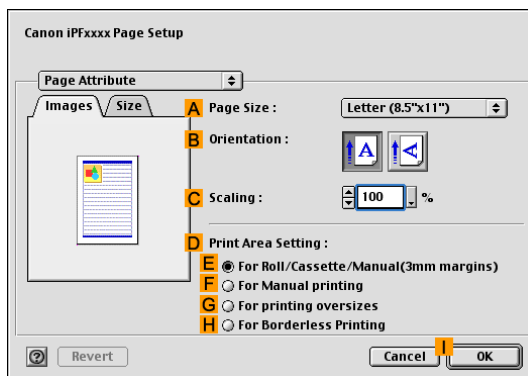 Canon iPFxxxx Page Setup
Page Attribute
Images Size
A Page Size : Letter (8.5"x11")
B Orientation : A A
C Scaling : 100 %
D Print Area Setting :
E For Roll/Cassette/Manual(3mm margins)
F For Manual printing
G For printing oversizes
H For Borderless Printing
? Revert Cancel I OK